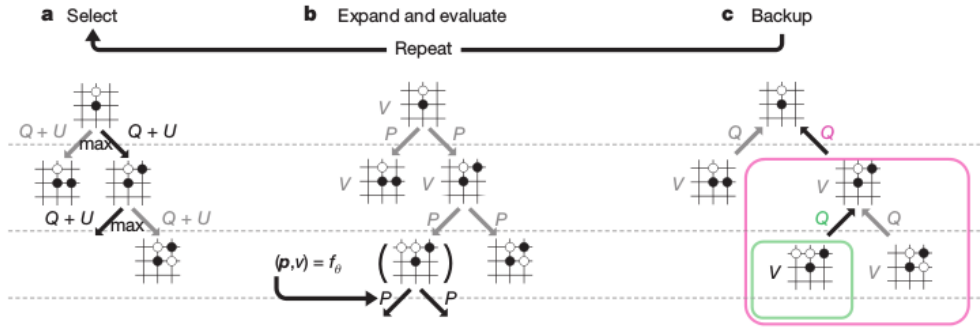 a Select
b Expand and evaluate
c Backup
Repeat
Q + U
max
Q + U
Q + U
max
Q + U
V
P
P
V
V
P
P
(p,v) = fθ
P
P
Q
Q
V
V
Q
Q
V
V